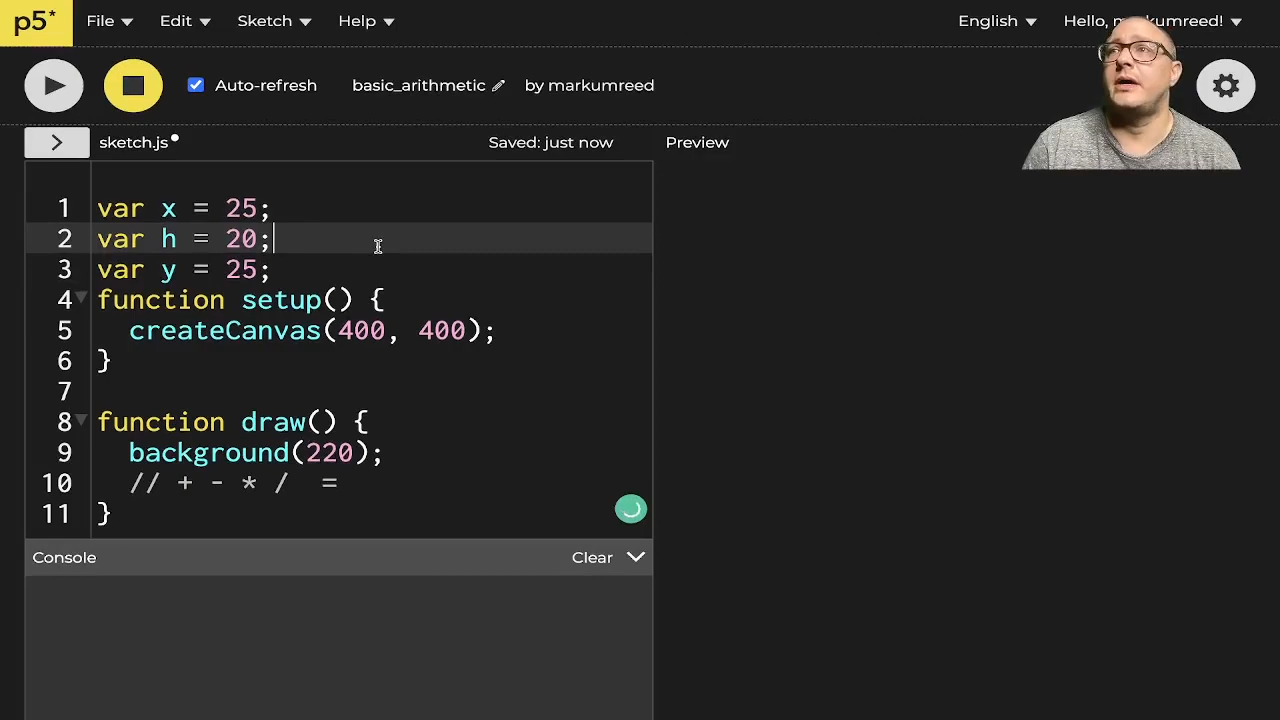 p5* File Edit Sketch Help English Hello, markumreed!
Auto-refresh basic_arithmetic by markumreed
> sketch.js Saved: just now Preview
1 var x = 25;
2 var h = 20;
3 var y = 25;
4 function setup() {
5 createCanvas(400, 400);
6 }
7
8 function draw() {
9 background(220);
10 // + - * / =
11 }
Console Clear